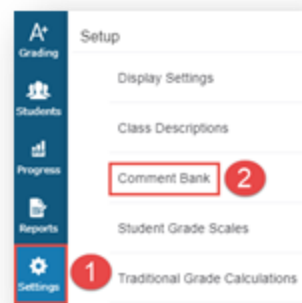 A+
Grading
Students
Progress
Reports
Settings
1
Setup
Display Settings
Class Descriptions
Comment Bank
2
Student Grade Scales
Traditional Grade Calculations